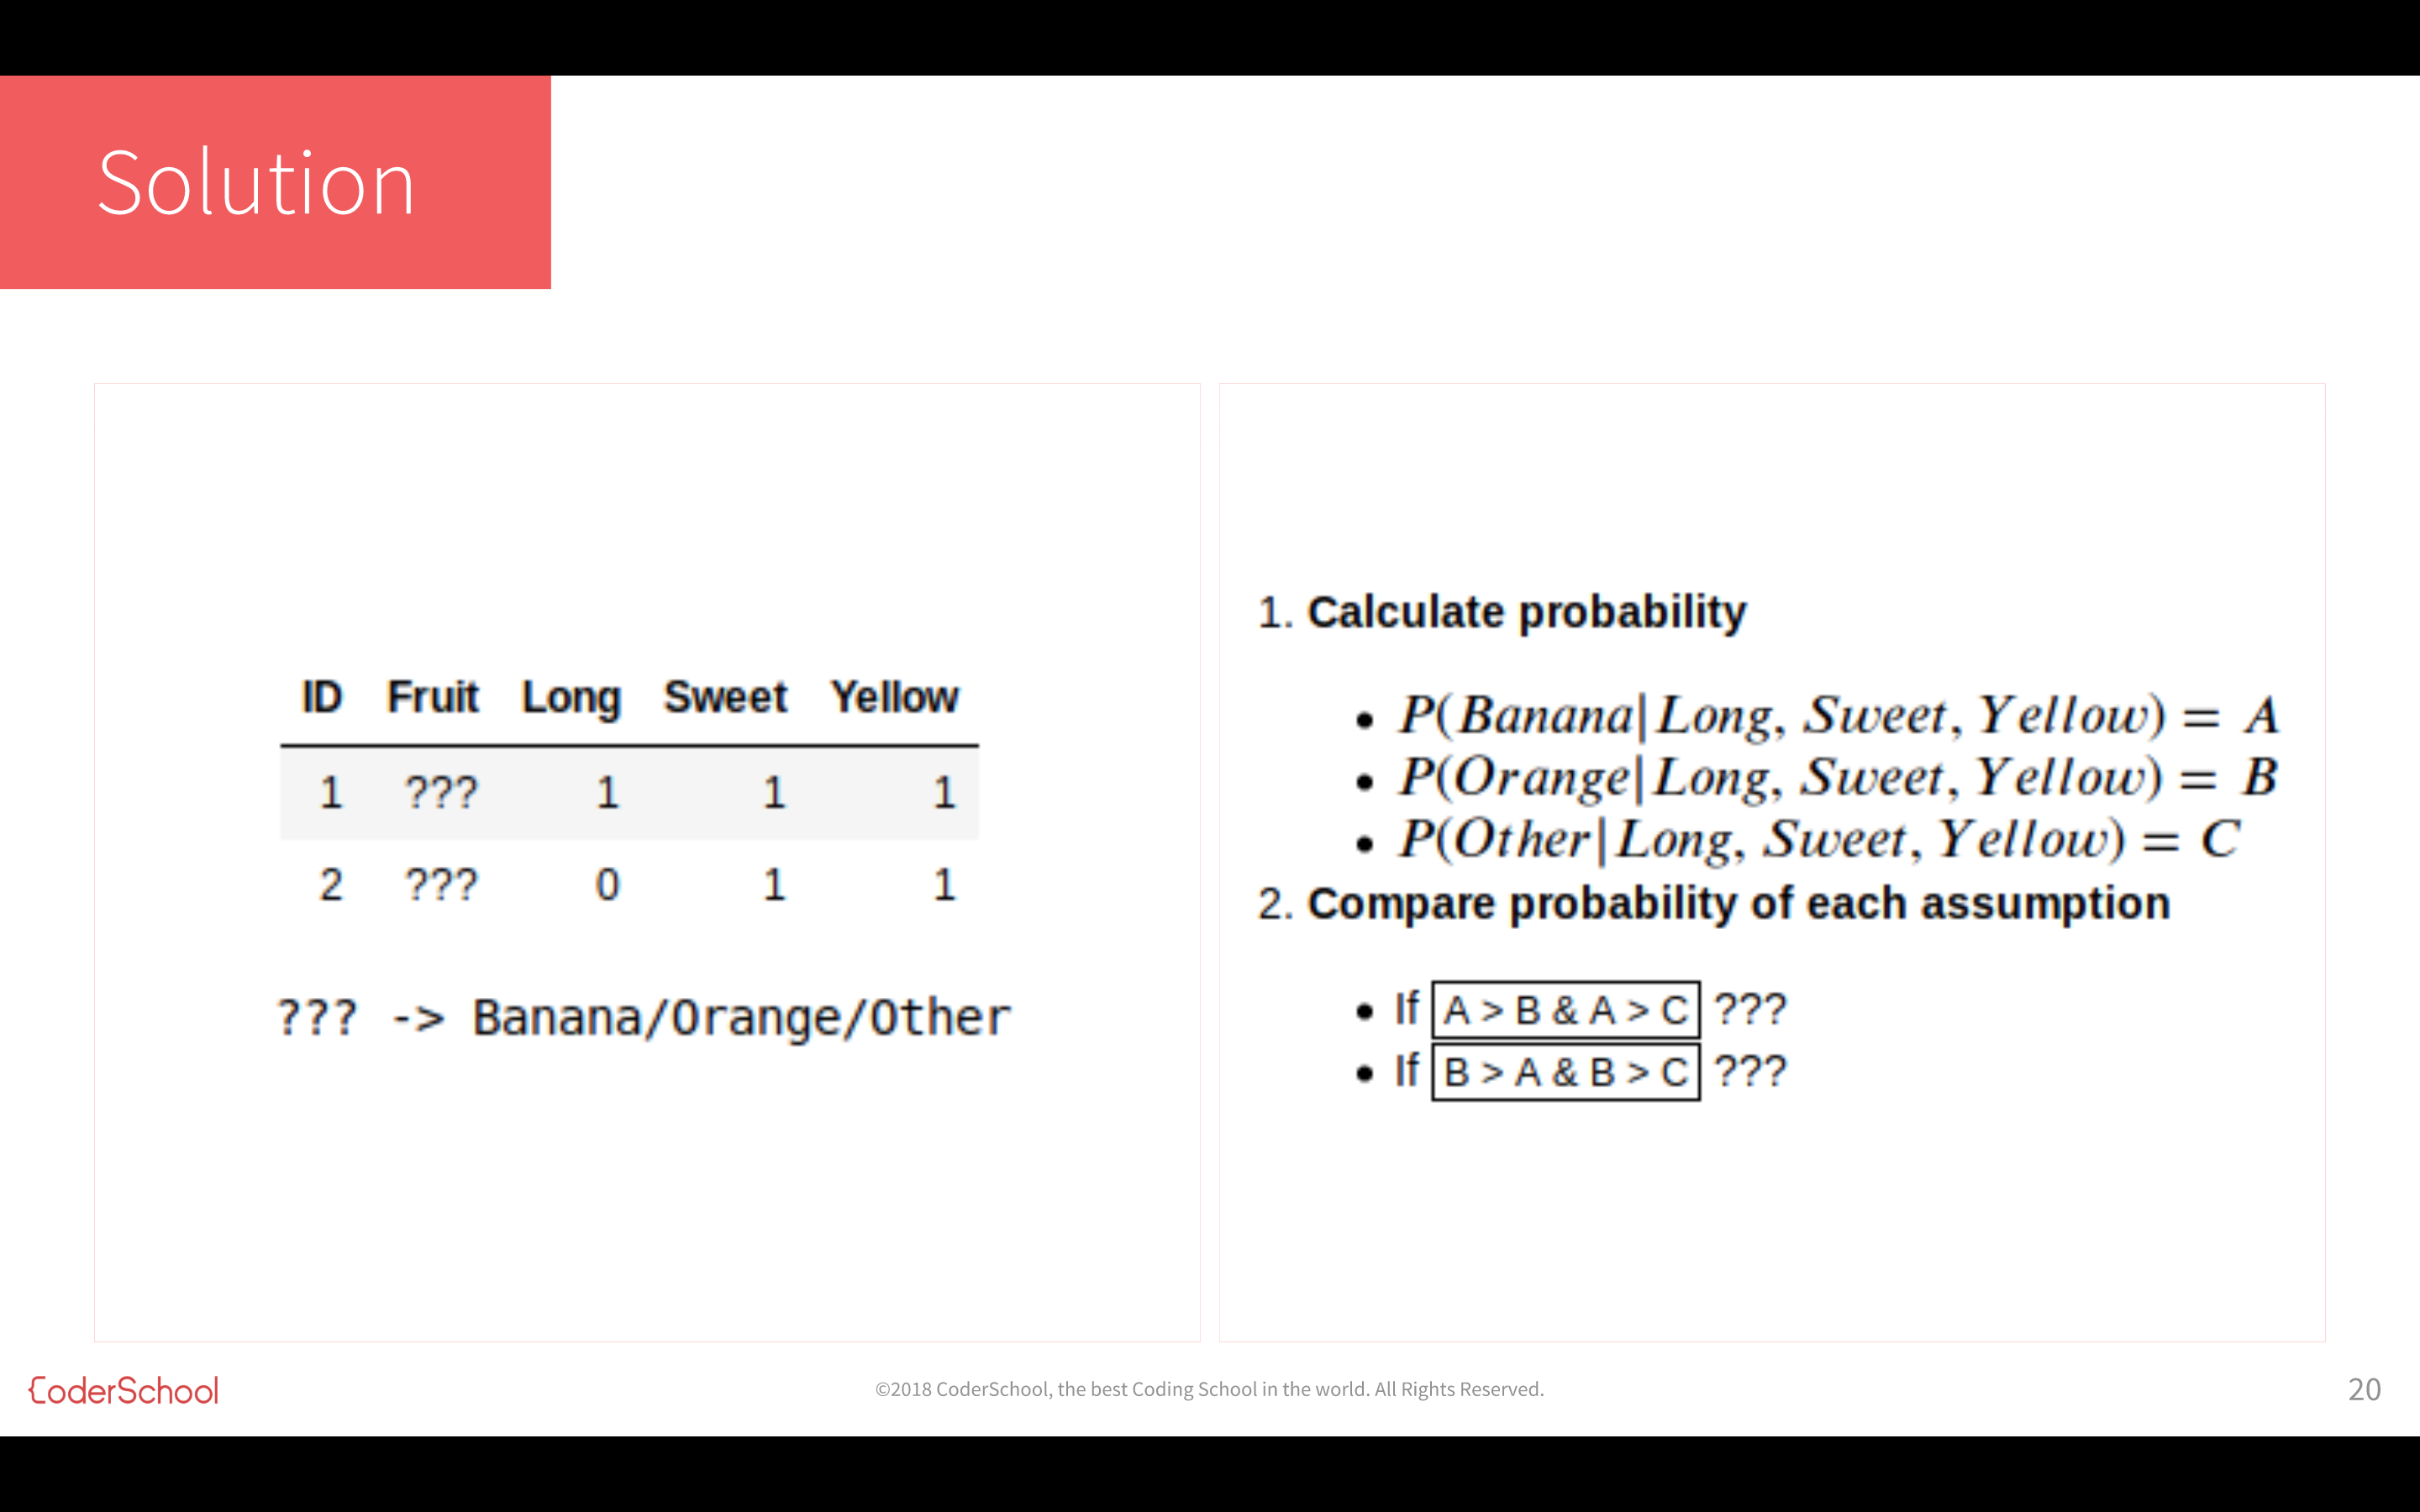 Solution
ID Fruit Long Sweet Yellow
1 ??? 1 1 1
2 ??? 0 1 1
??? -> Banana/Orange/Other
1. Calculate probability
• P(Banana|Long, Sweet, Yellow) = A
• P(Orange|Long, Sweet, Yellow) = B
• P(Other|Long, Sweet, Yellow) = C
2. Compare probability of each assumption
• If A > B & A > C ???
• If B > A & B > C ???
{CoderSchool
©2018 CoderSchool, the best Coding School in the world. All Rights Reserved.
20